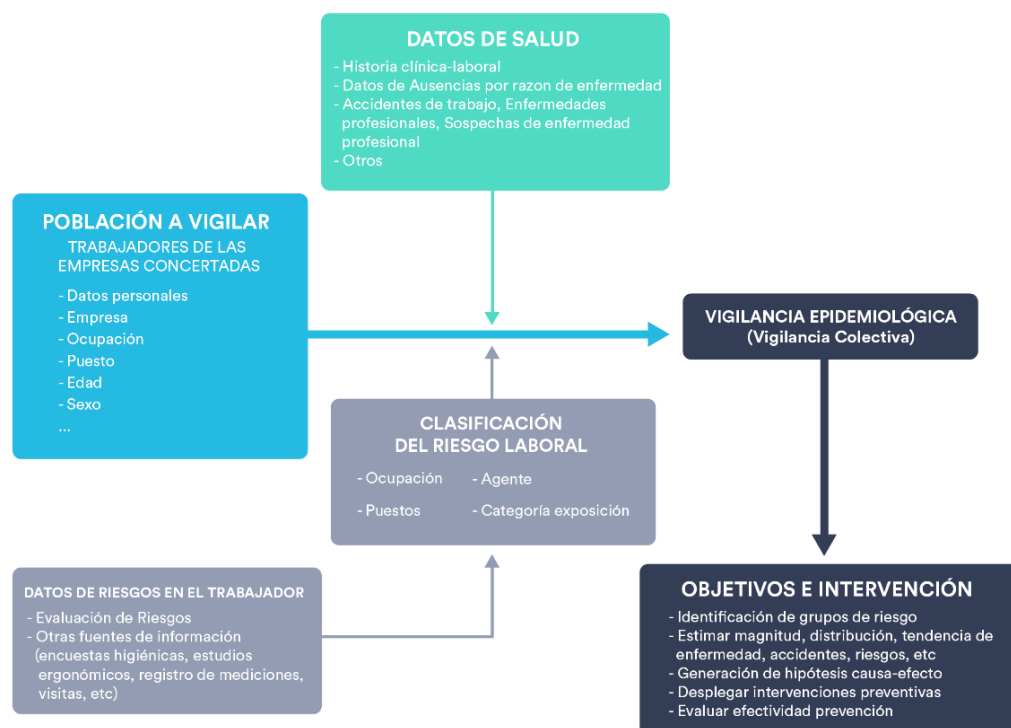 DATOS DE SALUD
- Historia clínica-laboral
- Datos de Ausencias por razon de enfermedad
- Accidentes de trabajo, Enfermedades
profesionales, Sospechas de enfermedad
profesional
- Otros
POBLACIÓN A VIGILAR
TRABAJADORES DE LAS
EMPRESAS CONCERTADAS
- Datos personales
- Empresa
- Ocupación
- Puesto
- Edad
- Sexo
...
VIGILANCIA EPIDEMIOLÓGICA
(Vigilancia Colectiva)
CLASIFICACIÓN
DEL RIESGO LABORAL
- Ocupación - Agente
- Puestos - Categoría exposición
DATOS DE RIESGOS EN EL TRABAJADOR
- Evaluación de Riesgos
- Otras fuentes de información
(encuestas higiénicas, estudios
ergonómicos, registro de mediciones,
visitas, etc)
OBJETIVOS E INTERVENCIÓN
- Identificación de grupos de riesgo
- Estimar magnitud, distribución, tendencia de
enfermedad, accidentes, riesgos, etc
- Generación de hipótesis causa-efecto
- Desplegar intervenciones preventivas
- Evaluar efectividad prevención